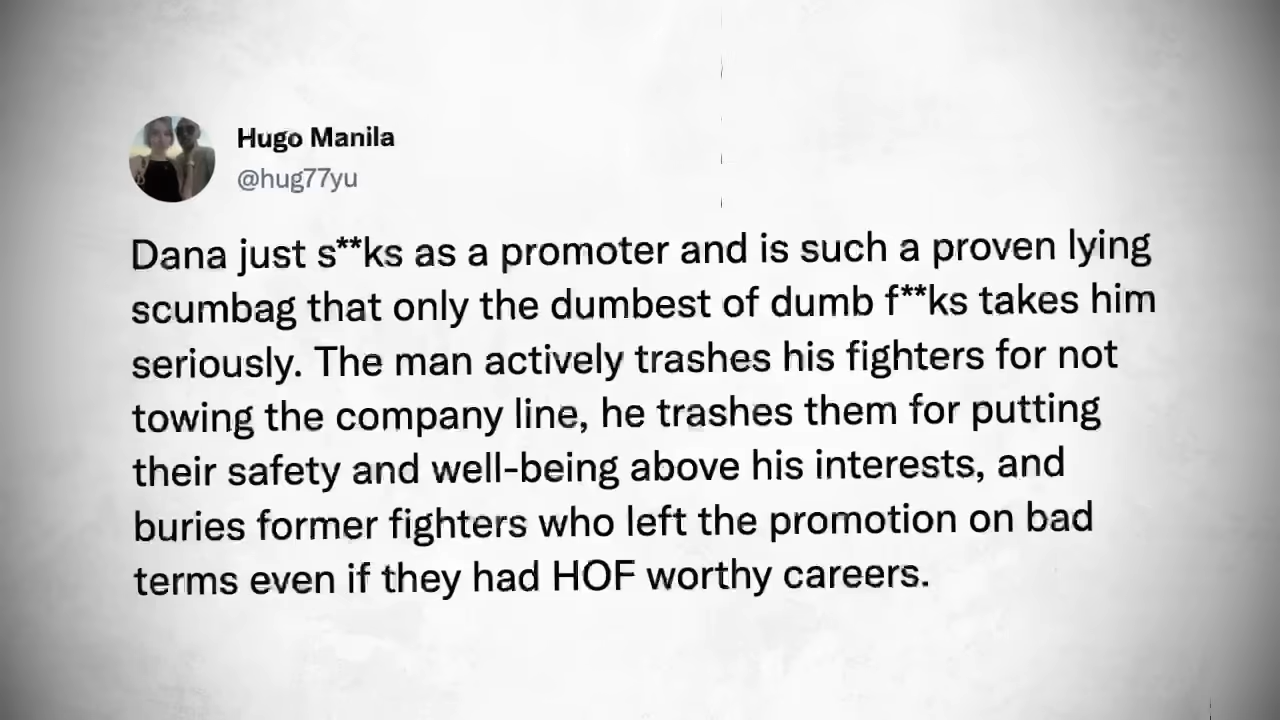 Hugo Manila
@hug77yu
Dana just s**ks as a promoter and is such a proven lying
scumbag that only the dumbest of dumb f**ks takes him
seriously. The man actively trashes his fighters for not
towing the company line, he trashes them for putting
their safety and well-being above his interests, and
buries former fighters who left the promotion on bad
terms even if they had HOF worthy careers.